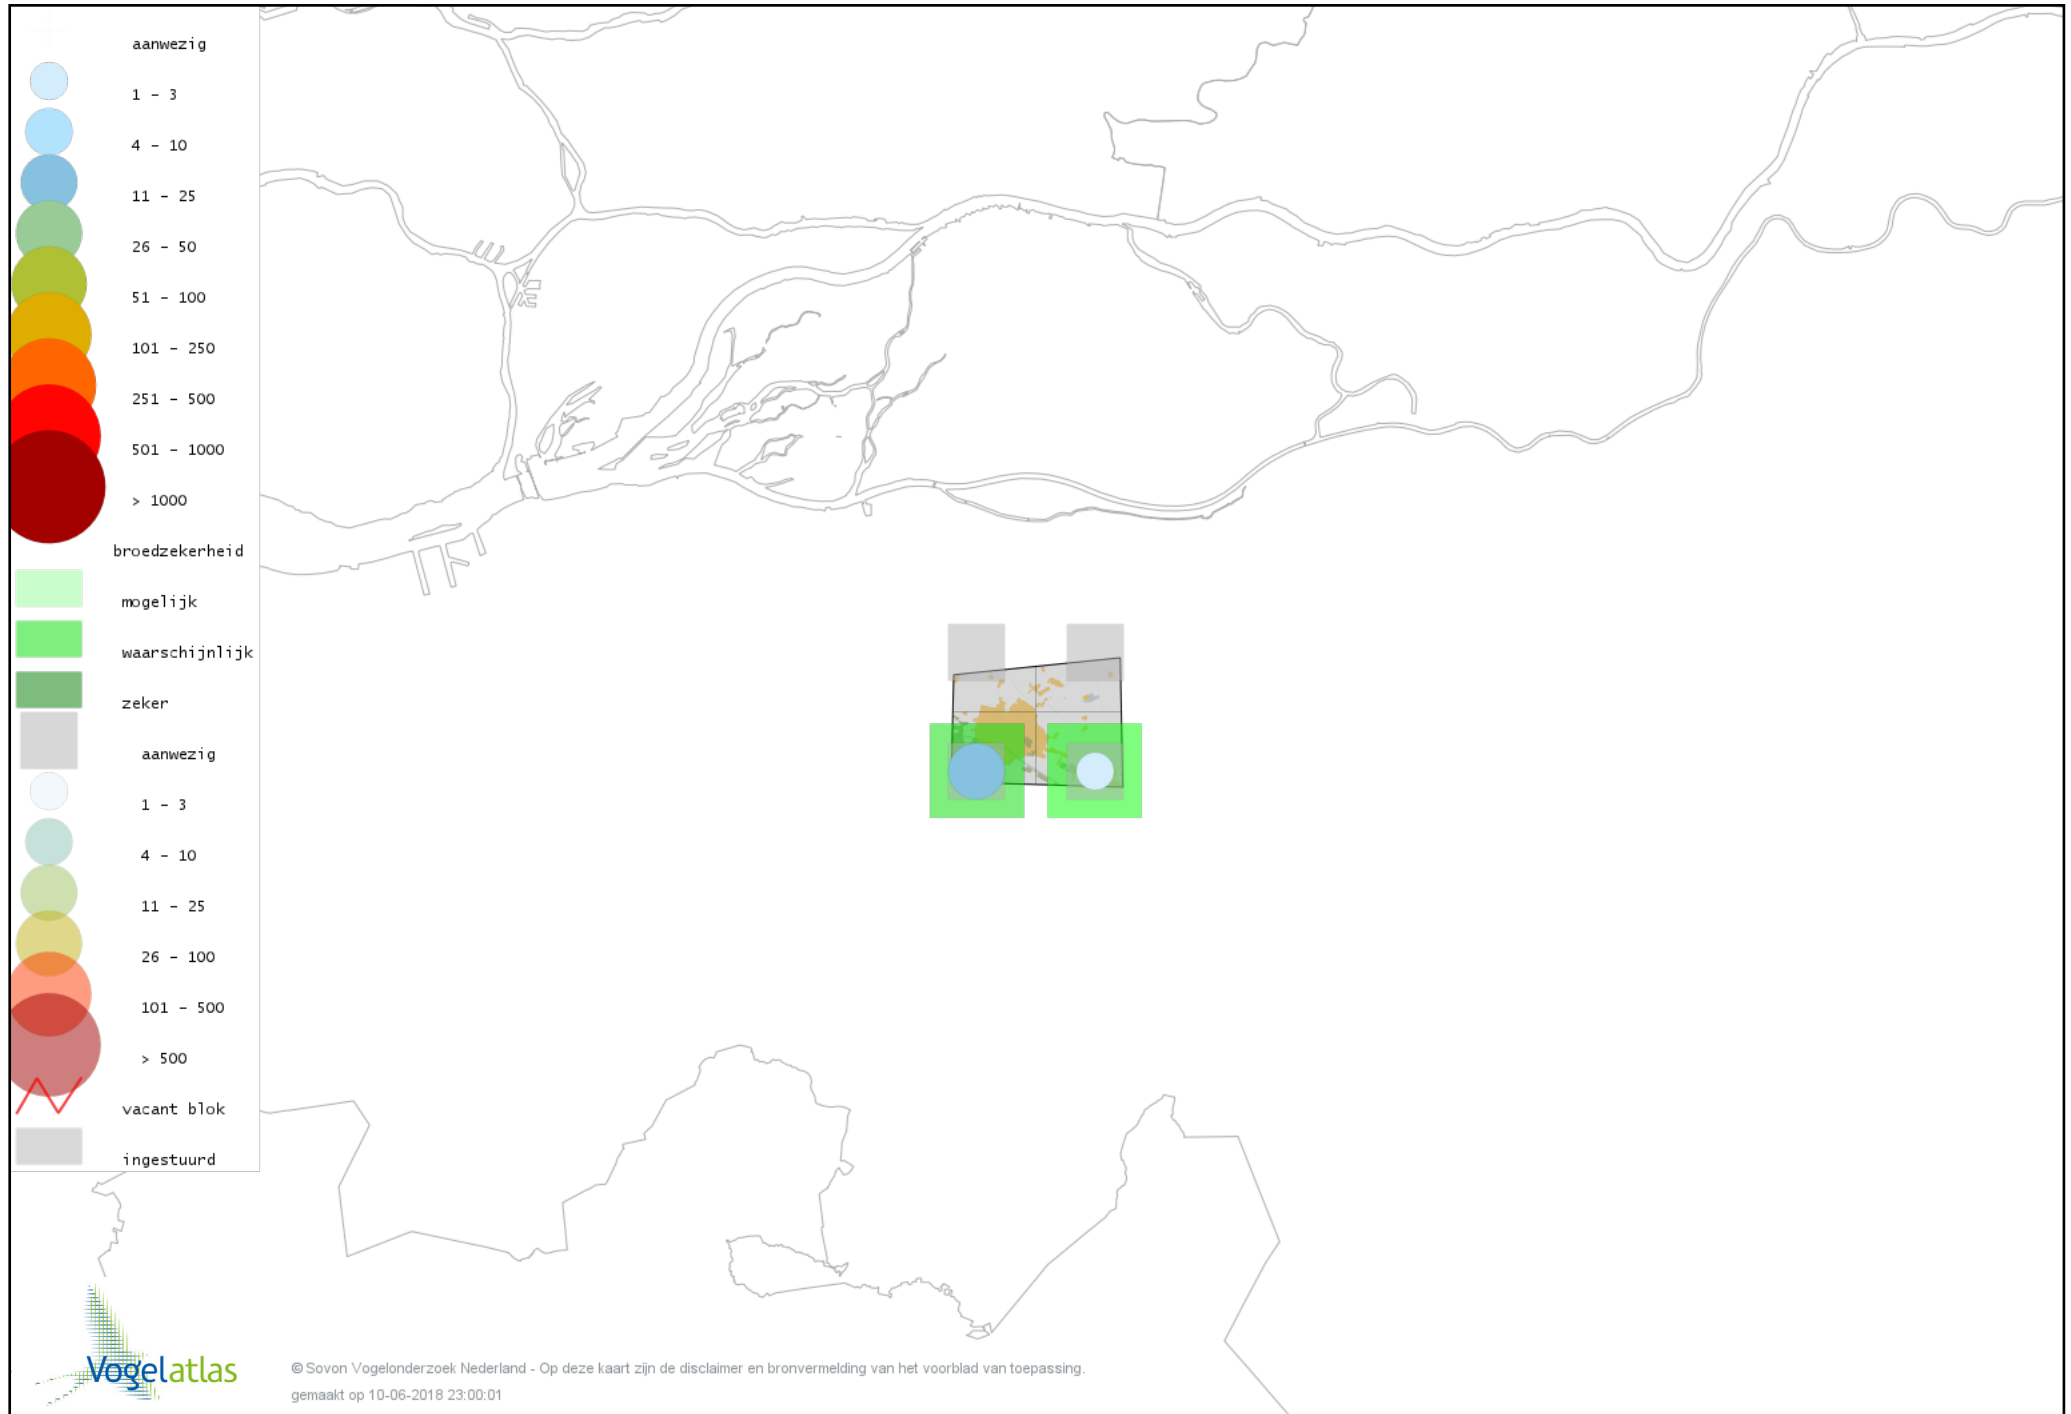 aanwezig
1 - 3
4 - 10
11 - 25
26 - 50
51 - 100
101 - 250
251 - 500
501 - 1000
> 1000
broedzekerheid
mogelijk
waarschijnlijk
zeker
aanwezig
1 - 3
4 - 10
11 - 25
26 - 100
101 - 500
> 500
vacant blok
ingestuurd
Vogelatlas
© Sovon Vogelonderzoek Nederland - Op deze kaart zijn de disclaimer en bronvermelding van het voorblad van toepassing.
gemaakt op 10-06-2018 23:00:01